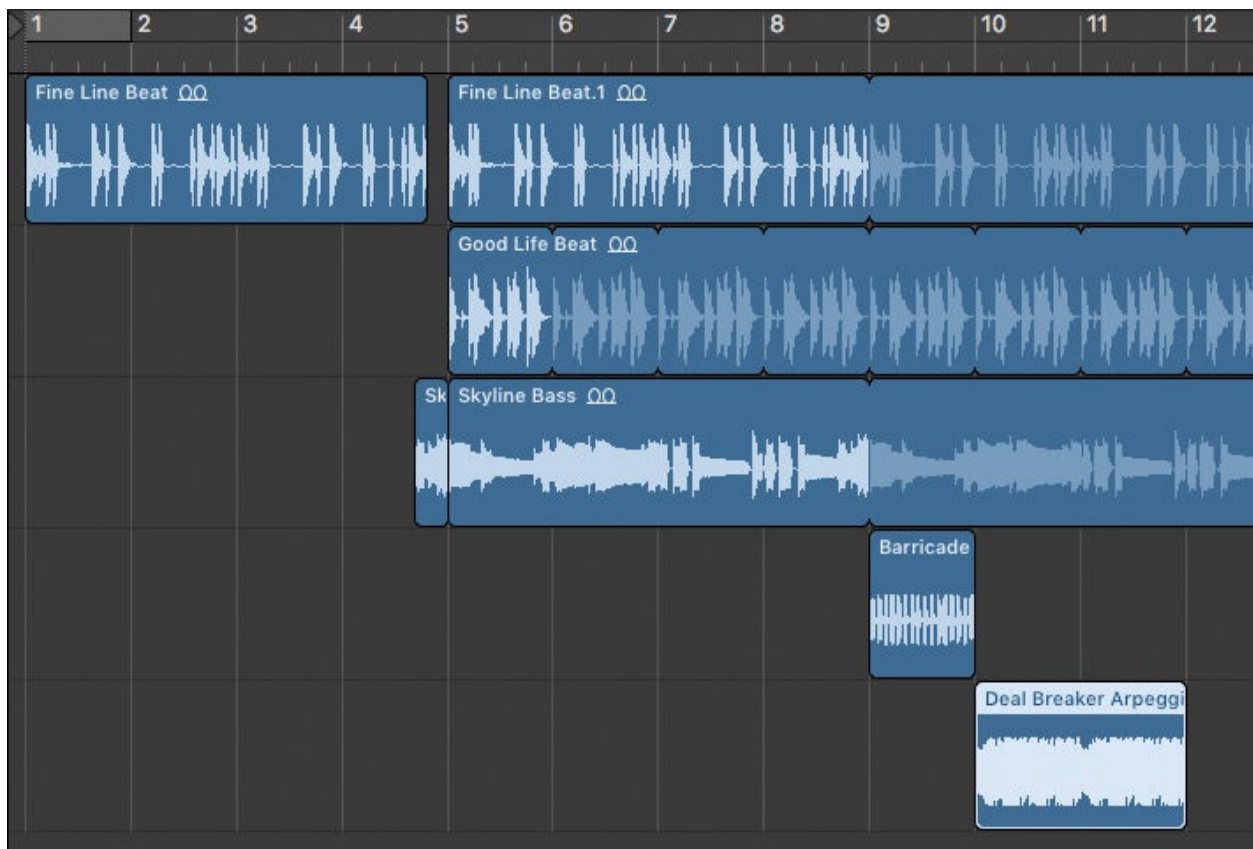 1 2 3 4 5 6 7 8 9 10 11 12
Fine Line Beat Fine Line Beat.1
Good Life Beat
Sk Skyline Bass
Barricade
Deal Breaker Arpeggi